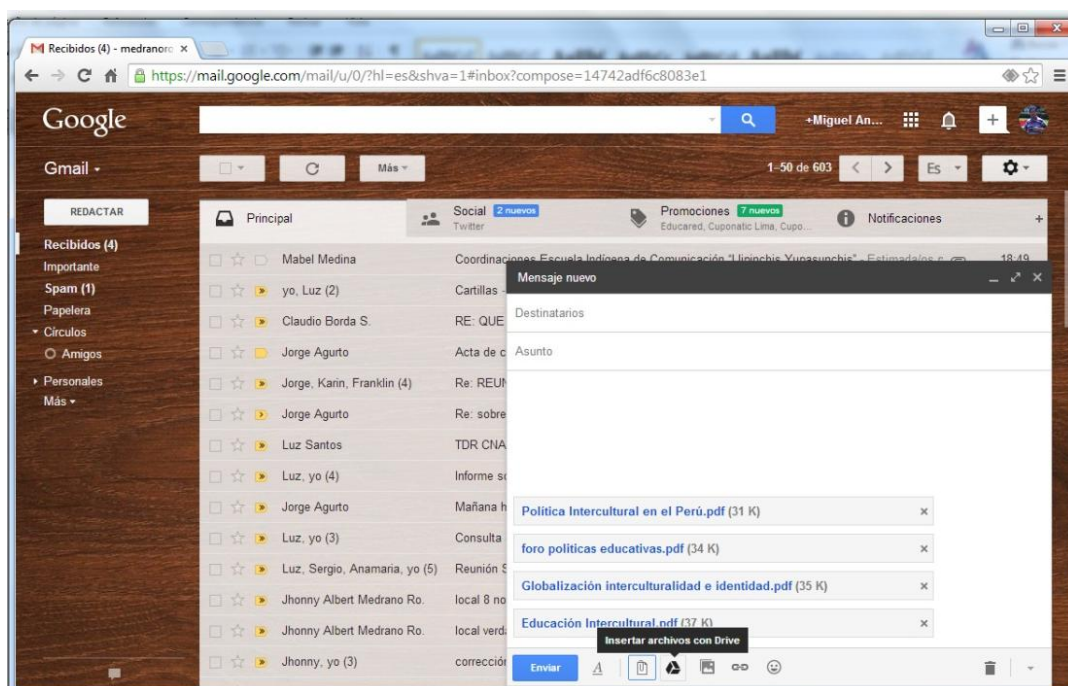 Recibidos (4) - medranoro
https://mail.google.com/mail/u/0/?hl=es&shva=1#inbox?compose=14742adf6c8083e1
Google
+Miguel An...
Gmail
Más
1–50 de 603
Es
REDACTAR
Principal
Social 2 nuevos
Twitter
Promociones 7 nuevos
Educared, Cuponatic Lima, Cupo...
Notificaciones
+
Recibidos (4)
Importante
Spam (1)
Papelera
Círculos
Amigos
Personales
Más
Mabel Medina Coordinaciones Escuela Indígena de Comunicación 18:49
yo, Luz (2) Cartillas -
Claudio Borda S. RE: QUE
Jorge Agurto Acta de c
Jorge, Karin, Franklin (4) Re: REUN
Jorge Agurto Re: sobre
Luz Santos TDR CNA
Luz, yo (4) Informe so
Jorge Agurto Mañana h
Luz, yo (3) Consulta
Luz, Sergio, Anamaria, yo (5) Reunión S
Jhonny Albert Medrano Ro. local 8 no
Jhonny Albert Medrano Ro. local verda
Jhonny, yo (3) corrección
Mensaje nuevo
Destinatarios
Asunto
Política Intercultural en el Perú.pdf (31 K)
foro politicas educativas.pdf (34 K)
Globalización interculturalidad e identidad.pdf (35 K)
Educación Intercultural.pdf (37 K)
Insertar archivos con Drive
Enviar